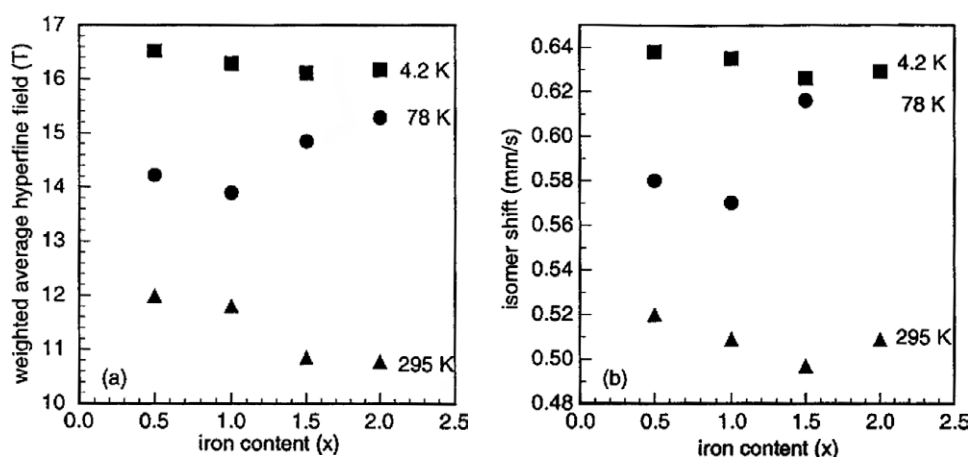 17
16
15
14
13
12
11
10
weighted average hyperfine field (T)
4.2 K
78 K
295 K
(a)
0.0 0.5 1.0 1.5 2.0 2.5
iron content (x)
0.64
0.62
0.60
0.58
0.56
0.54
0.52
0.50
0.48
isomer shift (mm/s)
4.2 K
78 K
295 K
(b)
0.0 0.5 1.0 1.5 2.0 2.5
iron content (x)